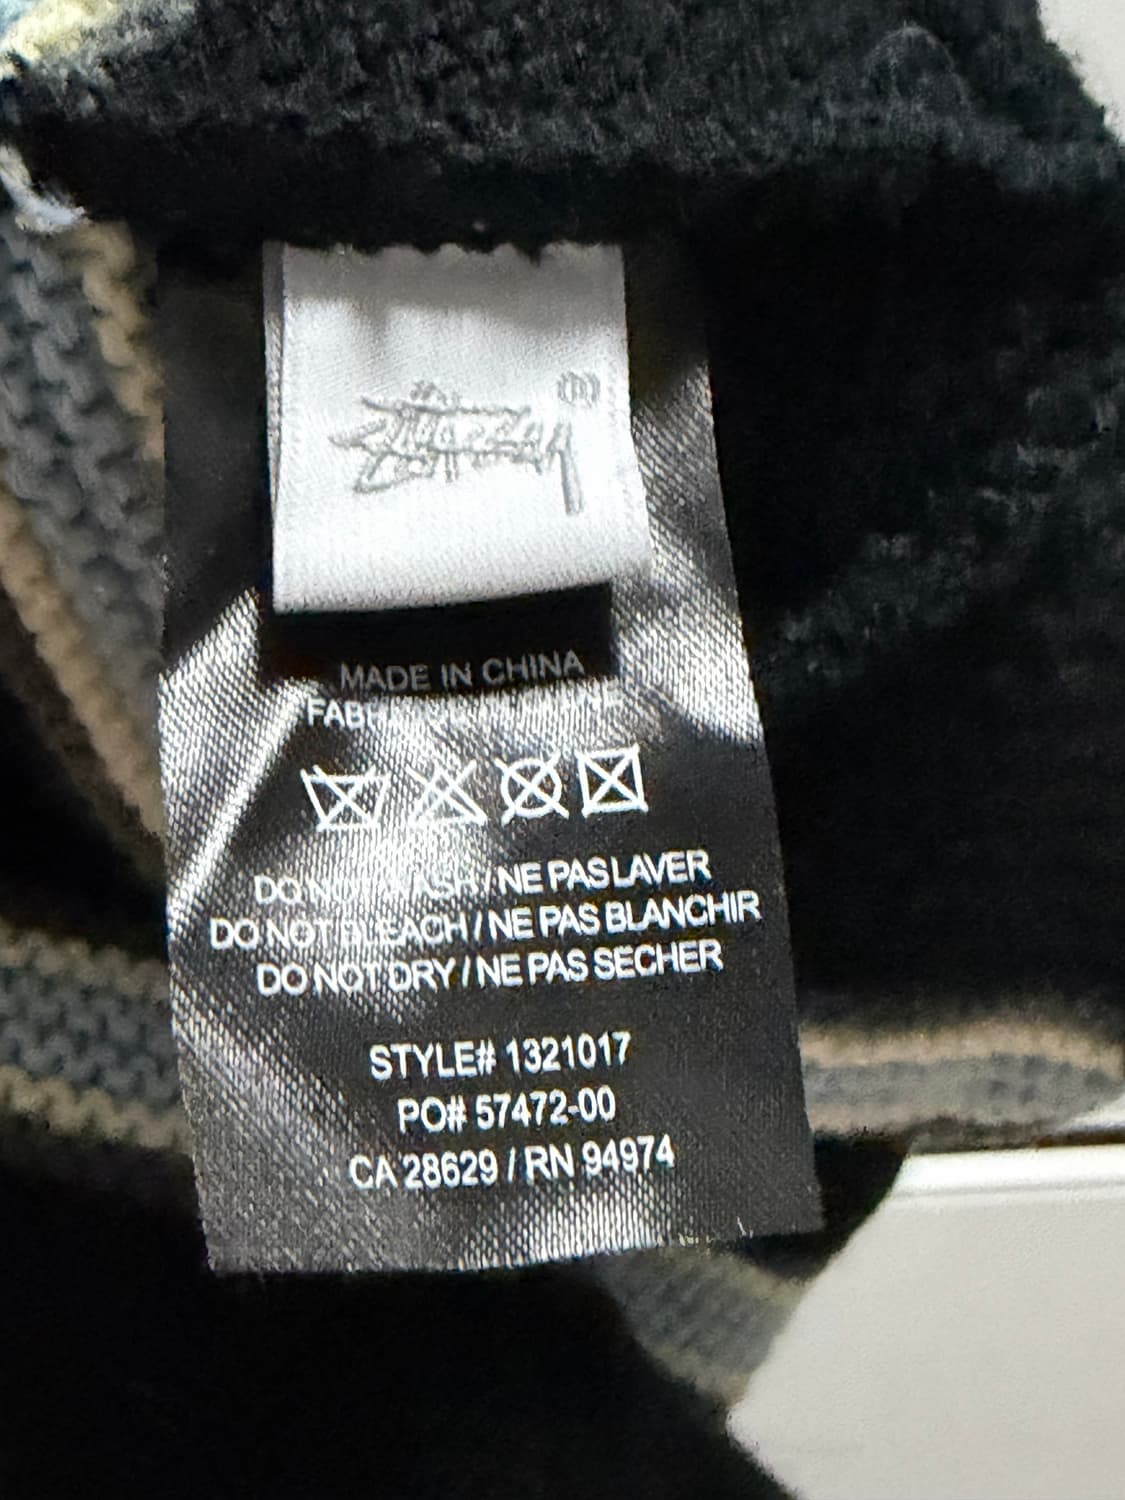 Stüssy
MADE IN CHINA
DO NOT WASH / NE PAS LAVER
DO NOT BLEACH / NE PAS BLANCHIR
DO NOT DRY / NE PAS SECHER
STYLE# 1321017
PO# 57472-00
CA 28629 / RN 94974